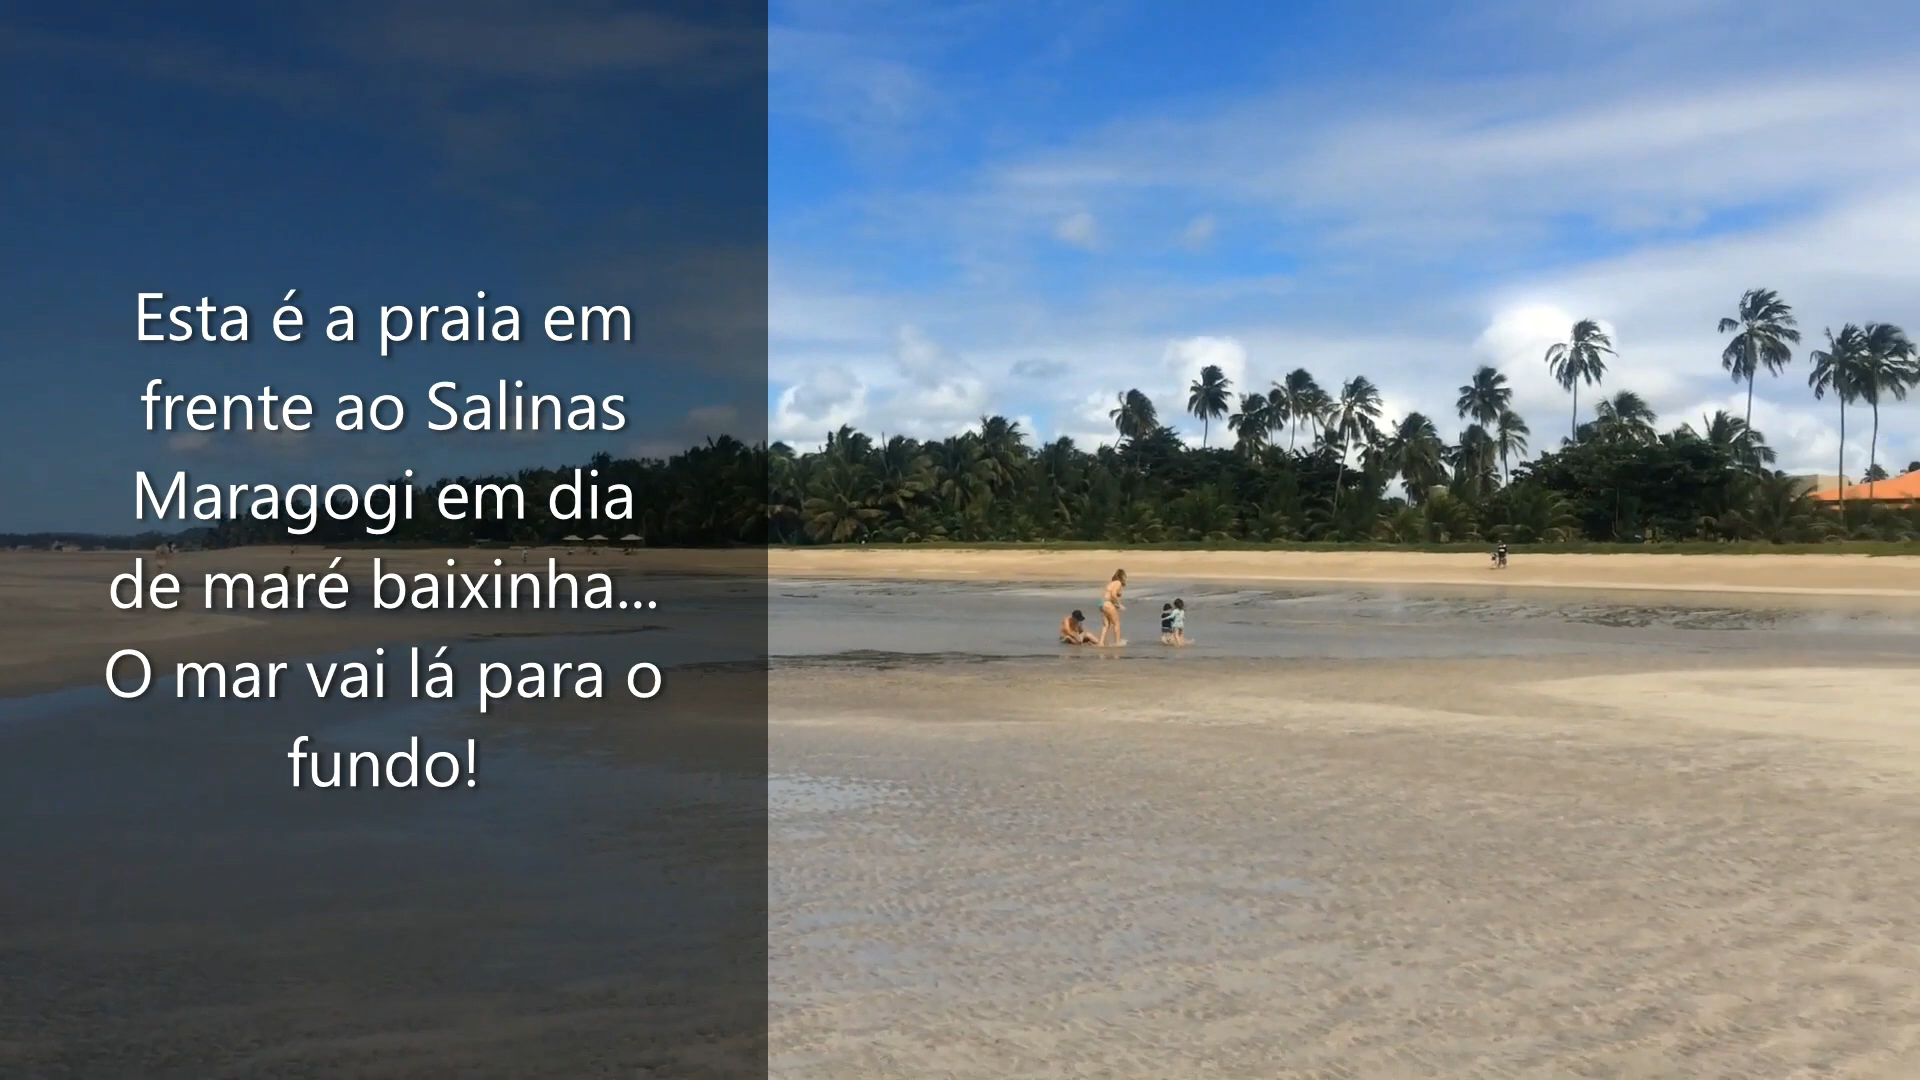 Esta é a praia em
frente ao Salinas
Maragogi em dia
de maré baixinha...
O mar vai lá para o
fundo!